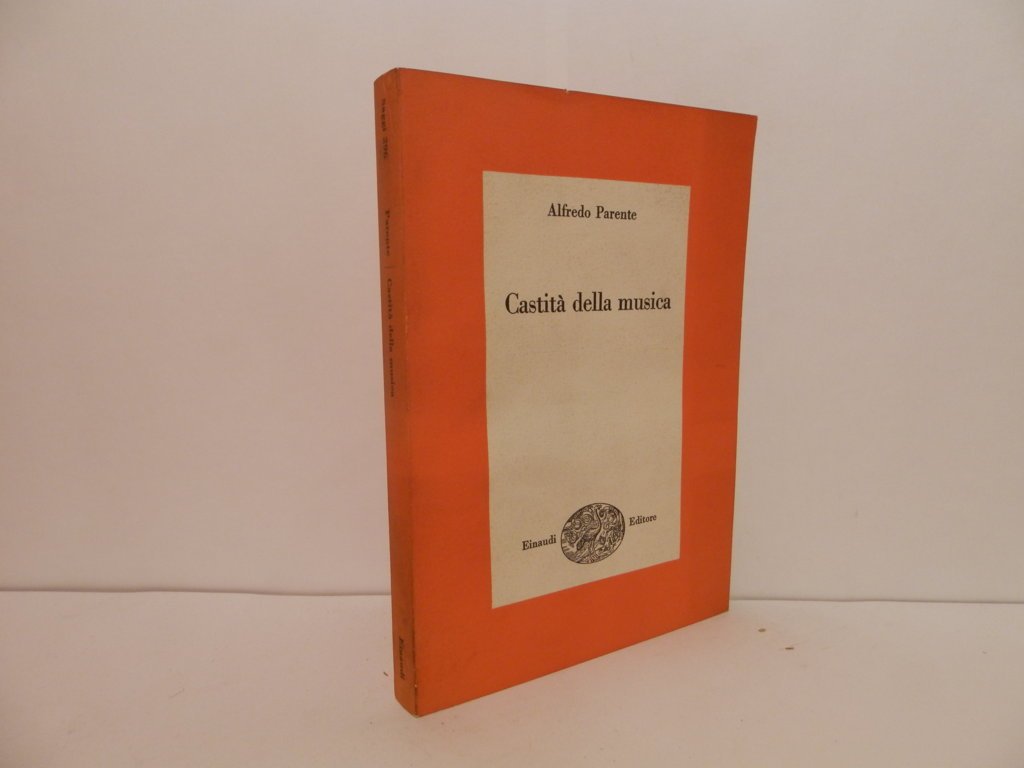 Alfredo Parente
Castità della musica
Einaudi
Editore
Parente | Castità della musica
Einaudi